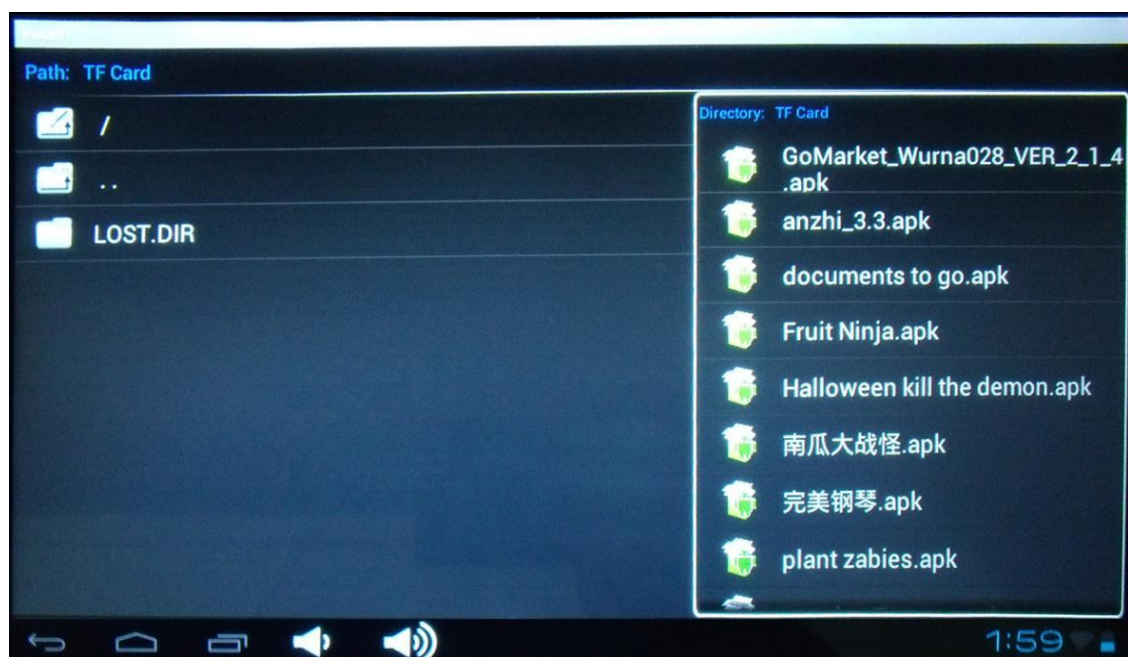 Install
Path: TF Card
/
..
LOST.DIR
Directory: TF Card
GoMarket_Wurna028_VER_2_1_4
.apk
anzhi_3.3.apk
documents to go.apk
Fruit Ninja.apk
Halloween kill the demon.apk
南瓜大战怪.apk
完美钢琴.apk
plant zabies.apk
1:59